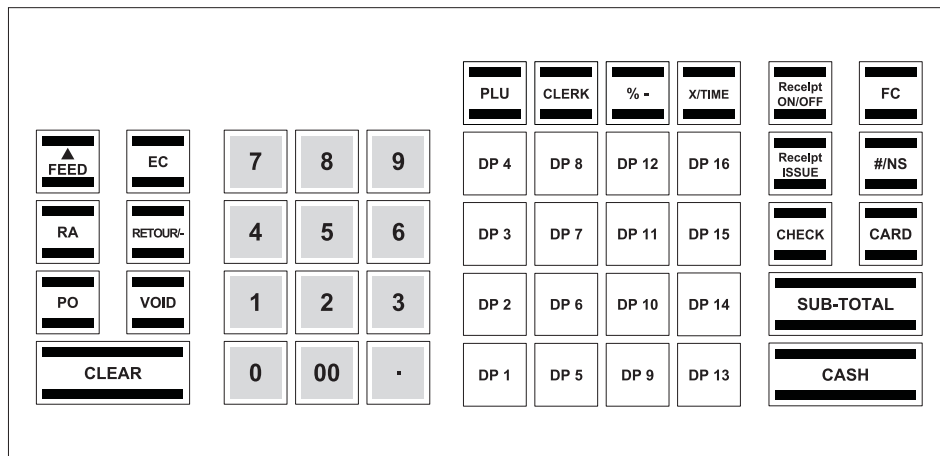 PLU CLERK % - X/TIME Recelpt ON/OFF FC
▲ FEED EC 7 8 9 DP 4 DP 8 DP 12 DP 16 Recelpt ISSUE #/NS
RA RETOUR/- 4 5 6 DP 3 DP 7 DP 11 DP 15 CHECK CARD
PO VOID 1 2 3 DP 2 DP 6 DP 10 DP 14 SUB-TOTAL
CLEAR 0 00 · DP 1 DP 5 DP 9 DP 13 CASH